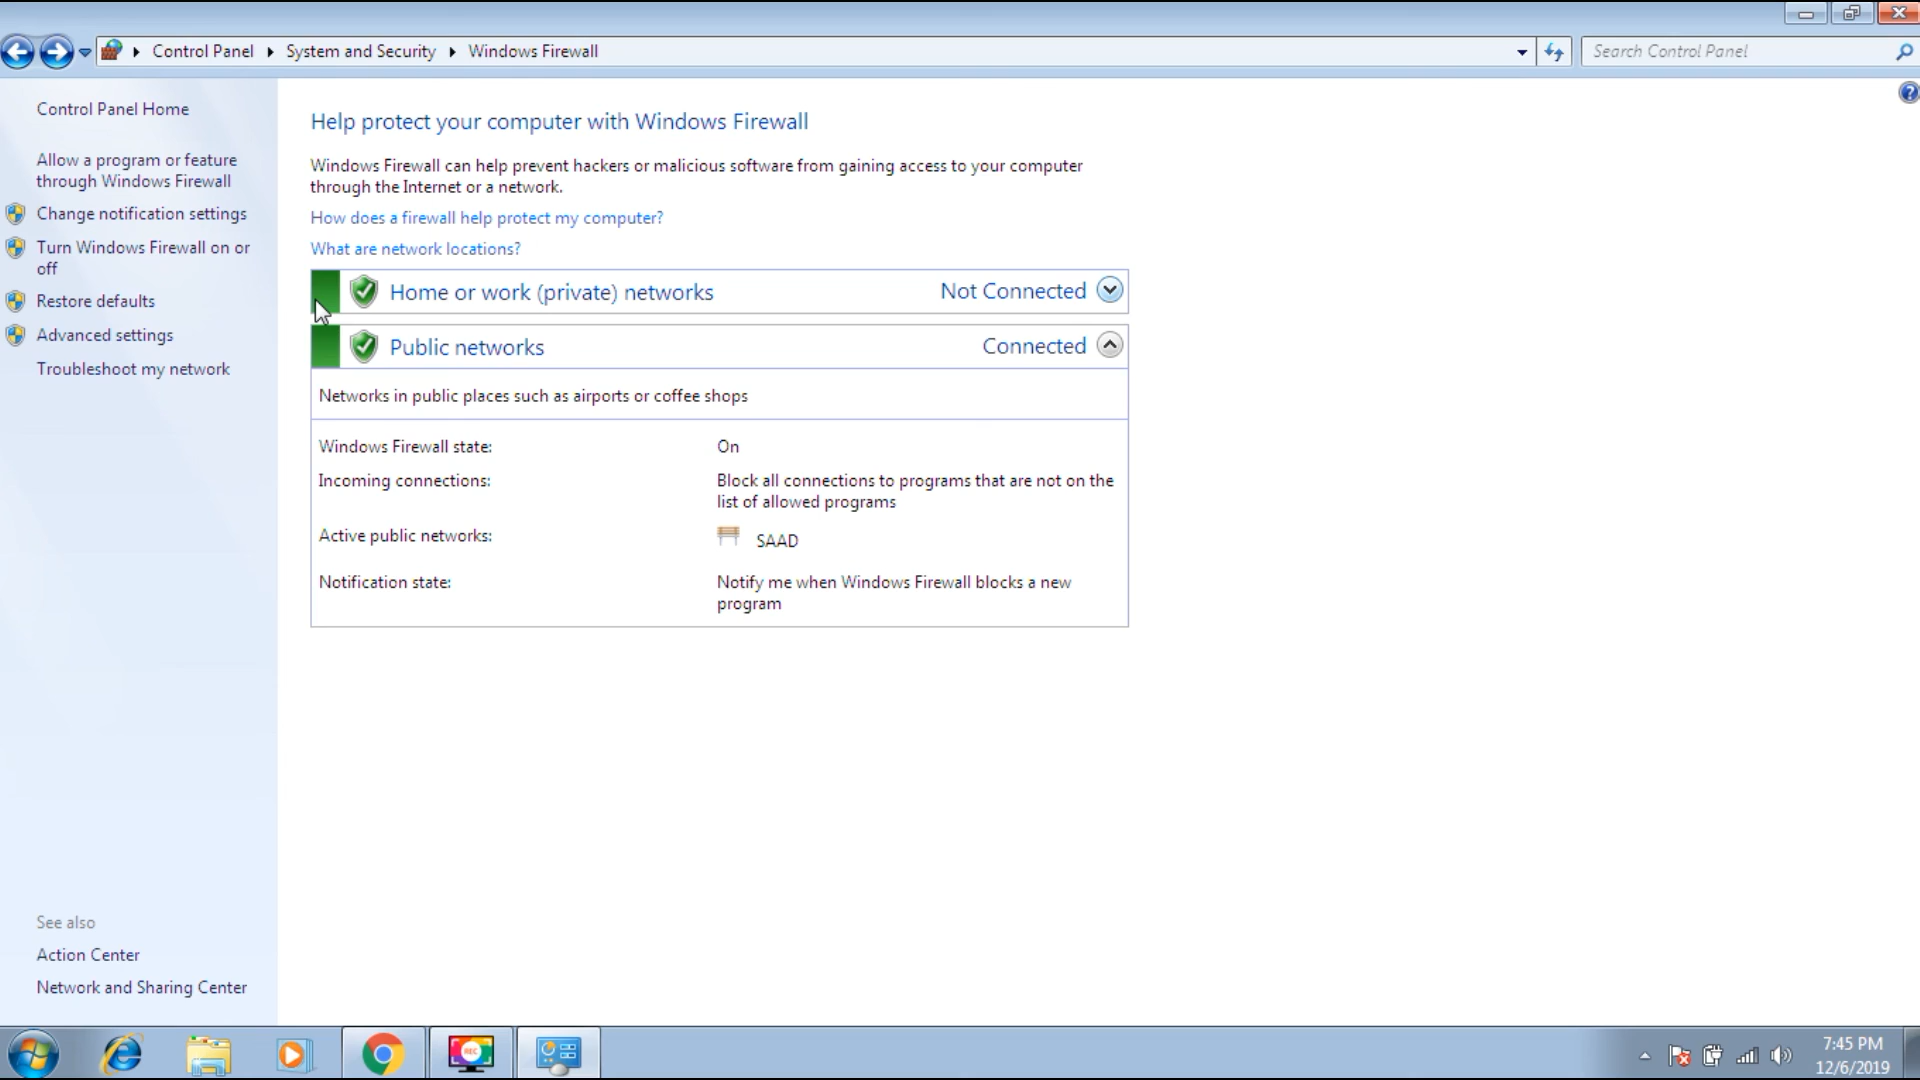 Control Panel
System and Security
Windows Firewall
Search Control Panel
Control Panel Home
Allow a program or feature
through Windows Firewall
Change notification settings
Turn Windows Firewall on or
off
Restore defaults
Advanced settings
Troubleshoot my network
See also
Action Center
Network and Sharing Center
Help protect your computer with Windows Firewall
Windows Firewall can help prevent hackers or malicious software from gaining access to your computer
through the Internet or a network.
How does a firewall help protect my computer?
What are network locations?
Home or work (private) networks Not Connected
Public networks Connected
Networks in public places such as airports or coffee shops
Windows Firewall state: On
Incoming connections: Block all connections to programs that are not on the
list of allowed programs
Active public networks: SAAD
Notification state: Notify me when Windows Firewall blocks a new
program
REC
7:45 PM
12/6/2019